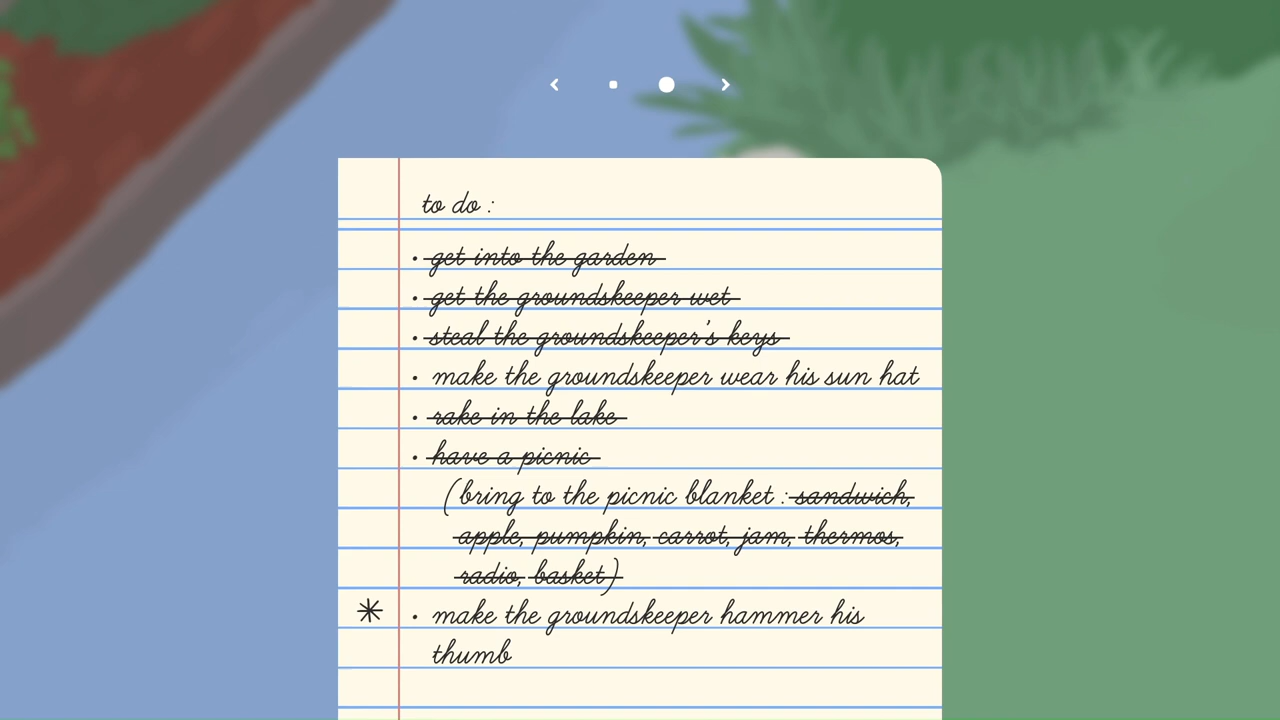 to do :
• get into the garden
• get the groundskeeper wet
• steal the groundskeeper's keys
• make the groundskeeper wear his sun hat
• rake in the lake
• have a picnic
(bring to the picnic blanket : sandwich,
apple, pumpkin, carrot, jam, thermos,
radio, basket)
* • make the groundskeeper hammer his
thumb